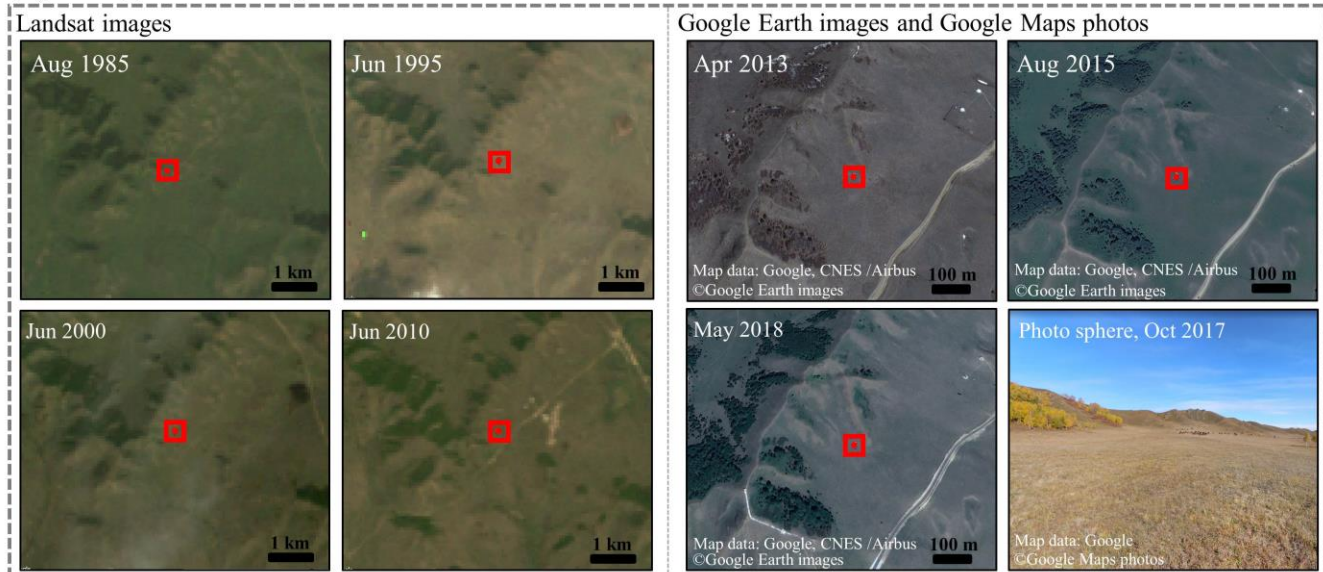 Landsat images
Aug 1985
1 km
Jun 1995
1 km
Jun 2000
1 km
Jun 2010
1 km
Google Earth images and Google Maps photos
Apr 2013
Map data: Google, CNES /Airbus
©Google Earth images
100 m
Aug 2015
Map data: Google, CNES /Airbus
©Google Earth images
100 m
May 2018
Map data: Google, CNES /Airbus
©Google Earth images
100 m
Photo sphere, Oct 2017
Map data: Google
©Google Maps photos